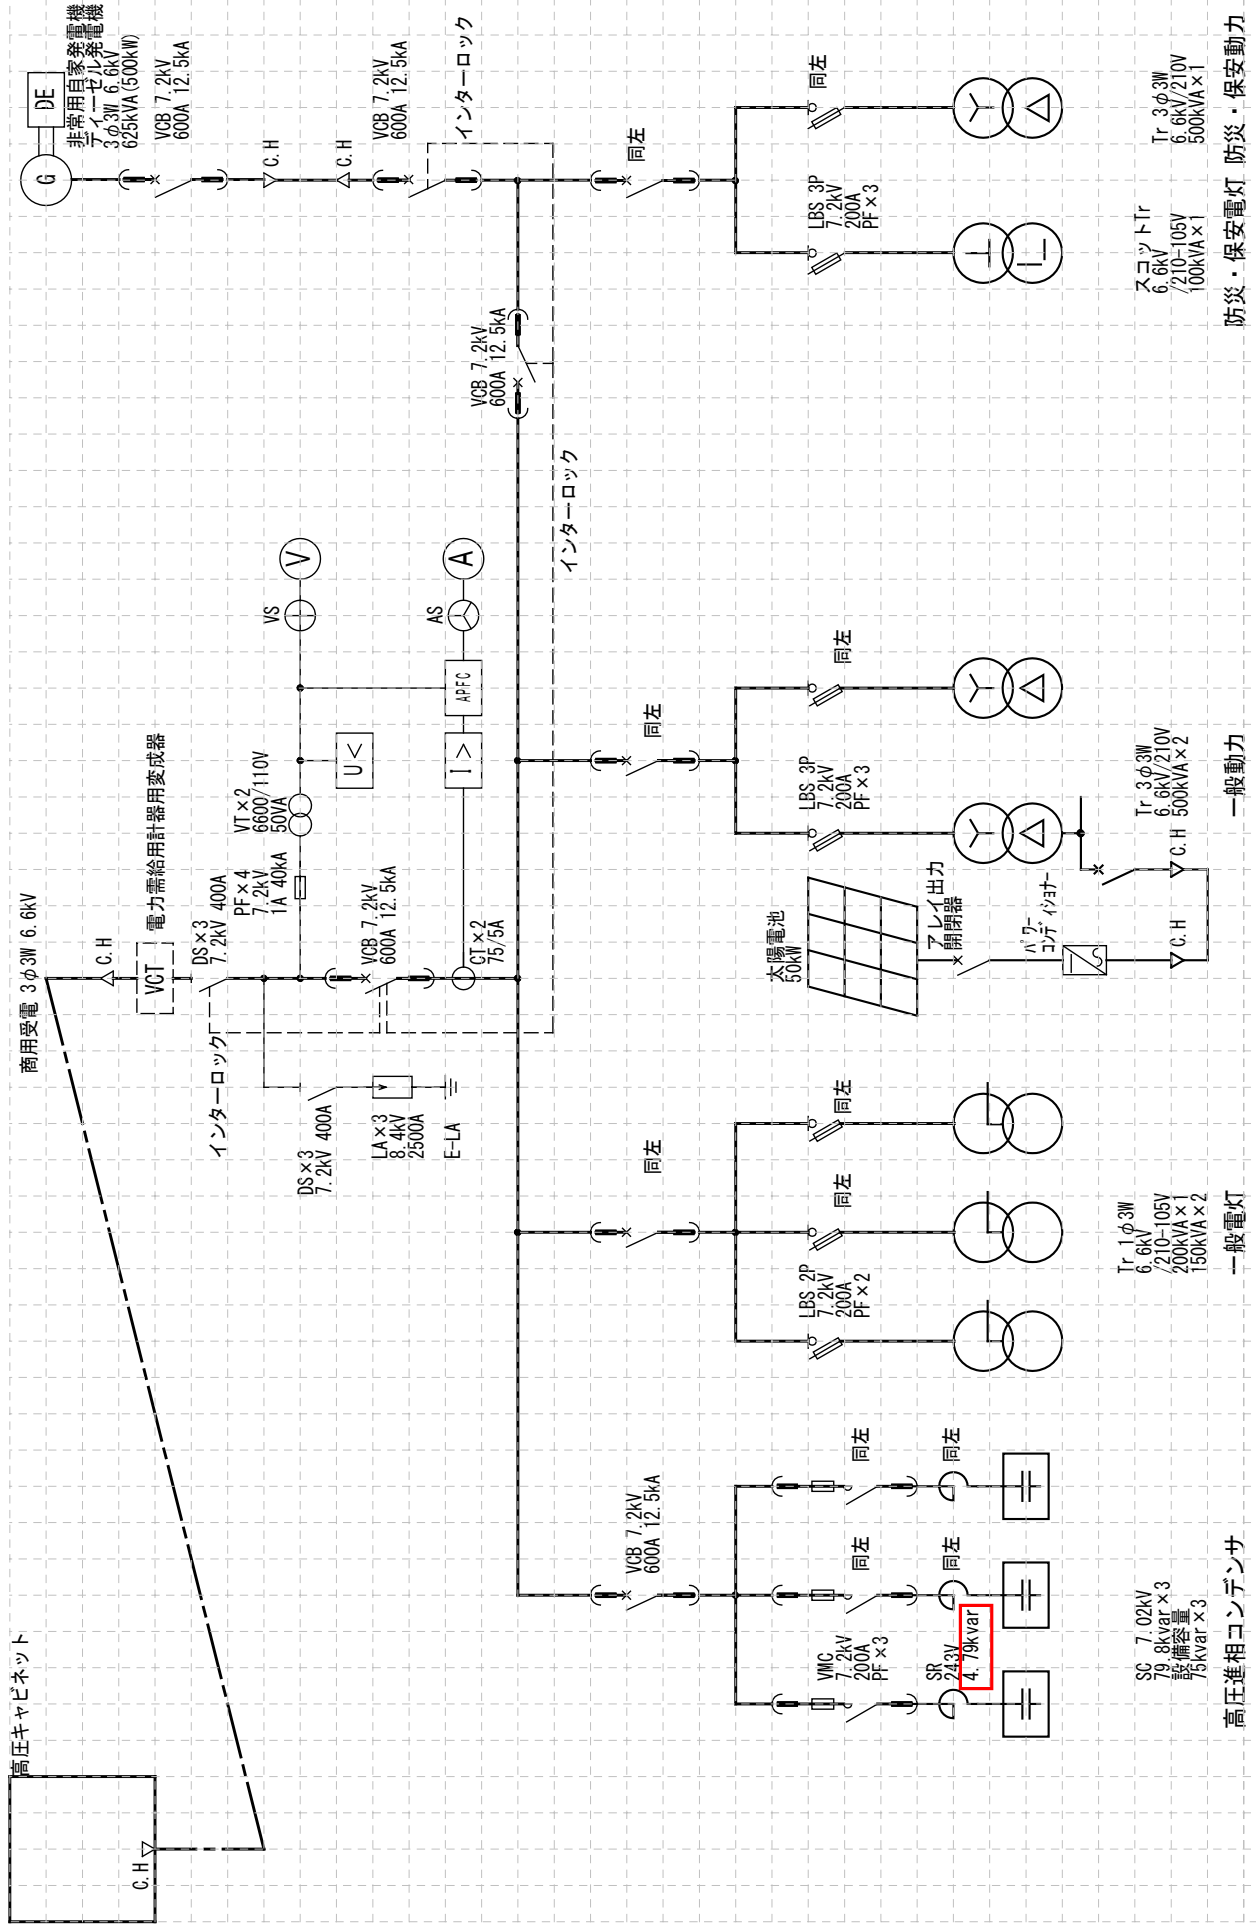 高圧キャビネット
C.H
商用受電 3φ3W 6.6kV
C.H
VCT
電力需給用計器用変成器
DS×3
7.2kV 400A
インターロック
DS×3
7.2kV 400A
LA×3
8.4kV
2500A
E-LA
PF×4
7.2kV
1A 40kA
VT×2
6600/110V
50VA
VS
V
U<
VCB 7.2kV
600A 12.5kA
CT×2
75/5A
I>
APFC
AS
A
インターロック
VCB 7.2kV
600A 12.5kA
DE
G
非常用自家発電機
ディーゼル発電機
3φ3W 6.6kV
625kVA(500kW)
VCB 7.2kV
600A 12.5kA
C.H
C.H
VCB 7.2kV
600A 12.5kA
インターロック
VCB 7.2kV
600A 12.5kA
同左
同左
同左
VMC
7.2kV
200A
PF×3
同左
同左
SR
243V
4.79kvar
同左
同左
SC 7.02kV
79.8kvar×3
設備容量
75kvar×3
高圧進相コンデンサ
LBS 2P
7.2kV
200A
PF×2
同左
同左
Tr 1φ3W
6.6kV
/210-105V
200kVA×1
150kVA×2
一般電灯
太陽電池
50kW
アレイ出力
開閉器
パワー
コンディショナー
C.H
C.H
LBS 3P
7.2kV
200A
PF×3
同左
Tr 3φ3W
6.6kV/210V
500kVA×2
一般動力
LBS 3P
7.2kV
200A
PF×3
同左
スコットTr
6.6kV
/210-105V
100kVA×1
防災・保安電灯
Tr 3φ3W
6.6kV/210V
500kVA×1
防災・保安動力